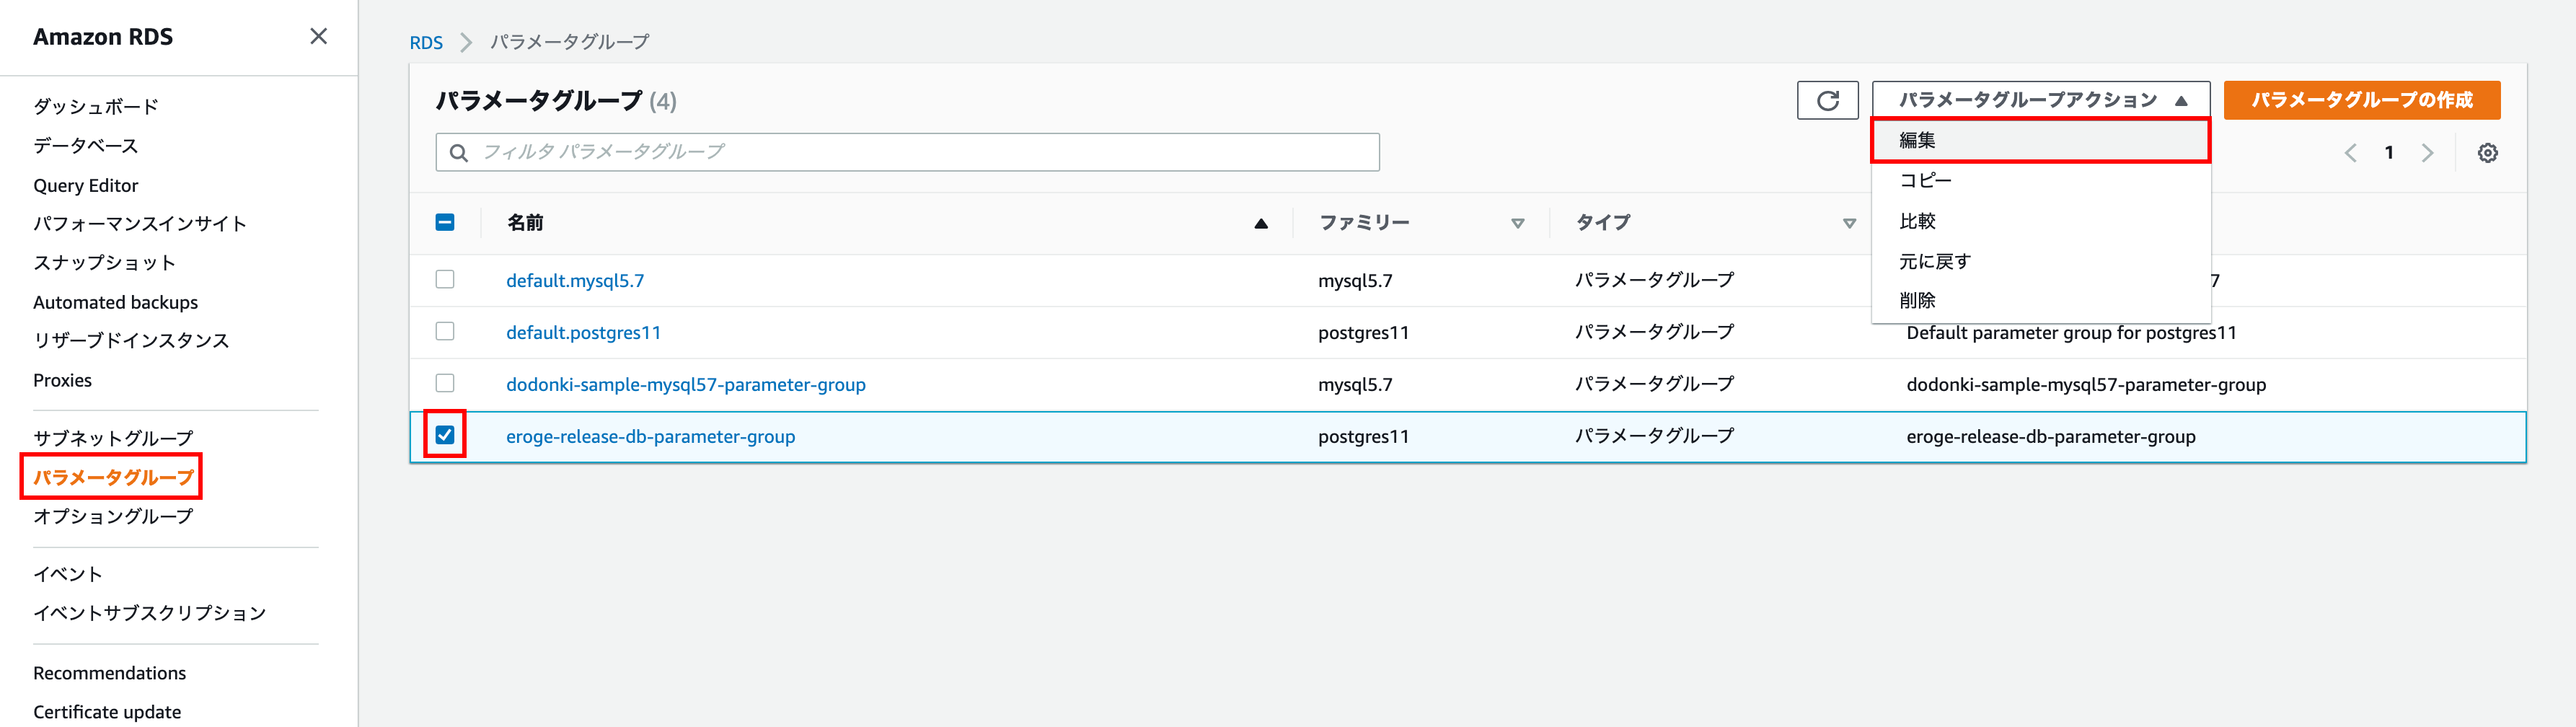 Amazon RDS
ダッシュボード
データベース
Query Editor
パフォーマンスインサイト
スナップショット
Automated backups
リザーブドインスタンス
Proxies
サブネットグループ
パラメータグループ
オプショングループ
イベント
イベントサブスクリプション
Recommendations
Certificate update
RDS パラメータグループ
パラメータグループ (4)
パラメータグループアクション
パラメータグループの作成
フィルタ パラメータグループ
1
編集
コピー
比較
元に戻す
削除
名前 ファミリー タイプ
default.mysql5.7 mysql5.7 パラメータグループ 7
default.postgres11 postgres11 パラメータグループ Default parameter group for postgres11
dodonki-sample-mysql57-parameter-group mysql5.7 パラメータグループ dodonki-sample-mysql57-parameter-group
eroge-release-db-parameter-group postgres11 パラメータグループ eroge-release-db-parameter-group